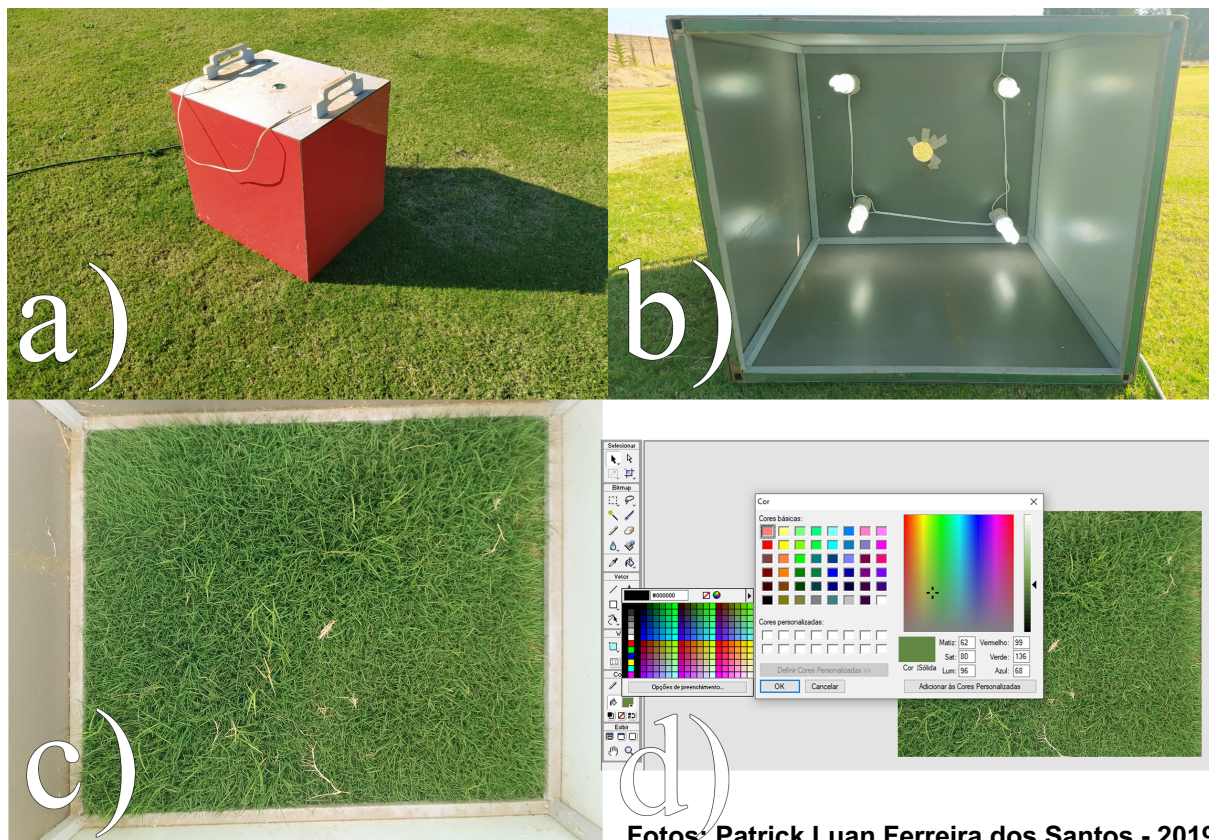 a)
b)
c)
d)
Selecionar
Bitmap
Vetor
Exibir
#000000
Opções de preenchimento...
Cor
Cores básicas:
Cores personalizadas:
Definir Cores Personalizadas >>
OK
Cancelar
Cor |Sólida
Matiz: 62
Sat: 80
Lum: 96
Vermelho: 99
Verde: 136
Azul: 68
Adicionar às Cores Personalizadas
Fotos: Patrick Luan Ferreira dos Santos - 2019